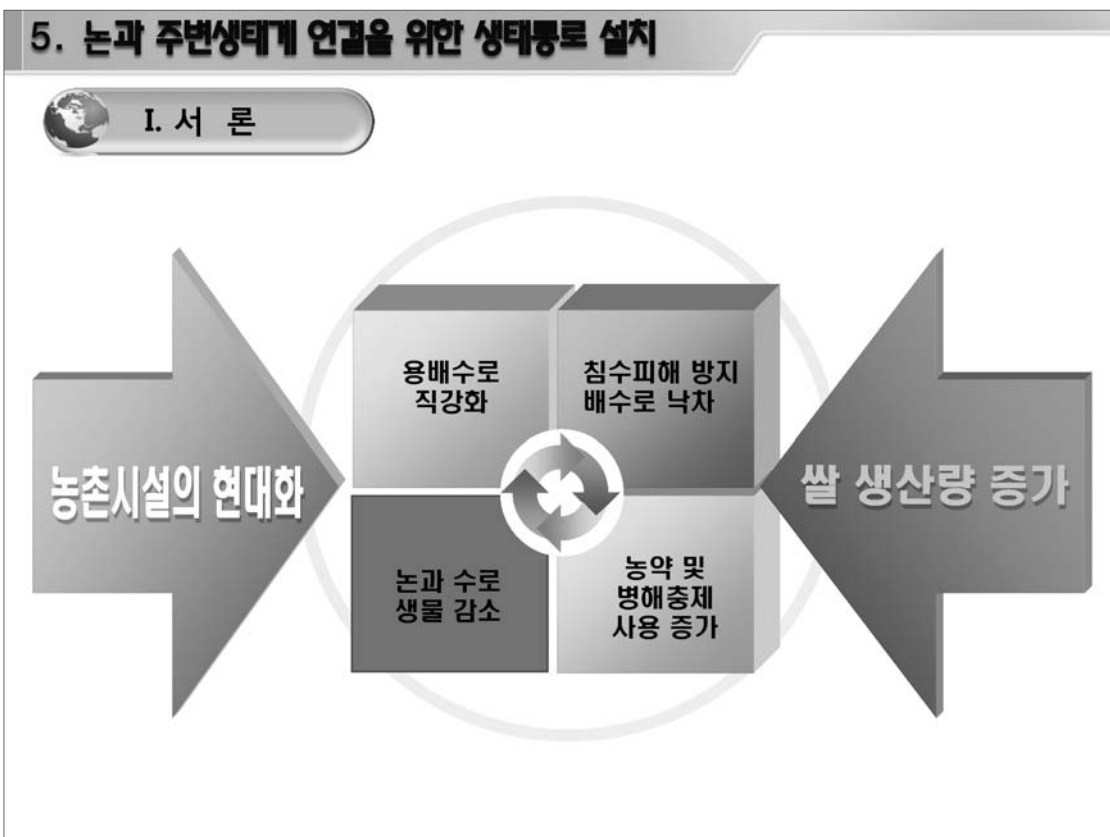 5. 논과 주변생태계 연결을 위한 생태통로 설치
I. 서 론
농촌시설의 현대화
용배수로
직강화
침수피해 방지
배수로 낙차
논과 수로
생물 감소
농약 및
병해충제
사용 증가
쌀 생산량 증가